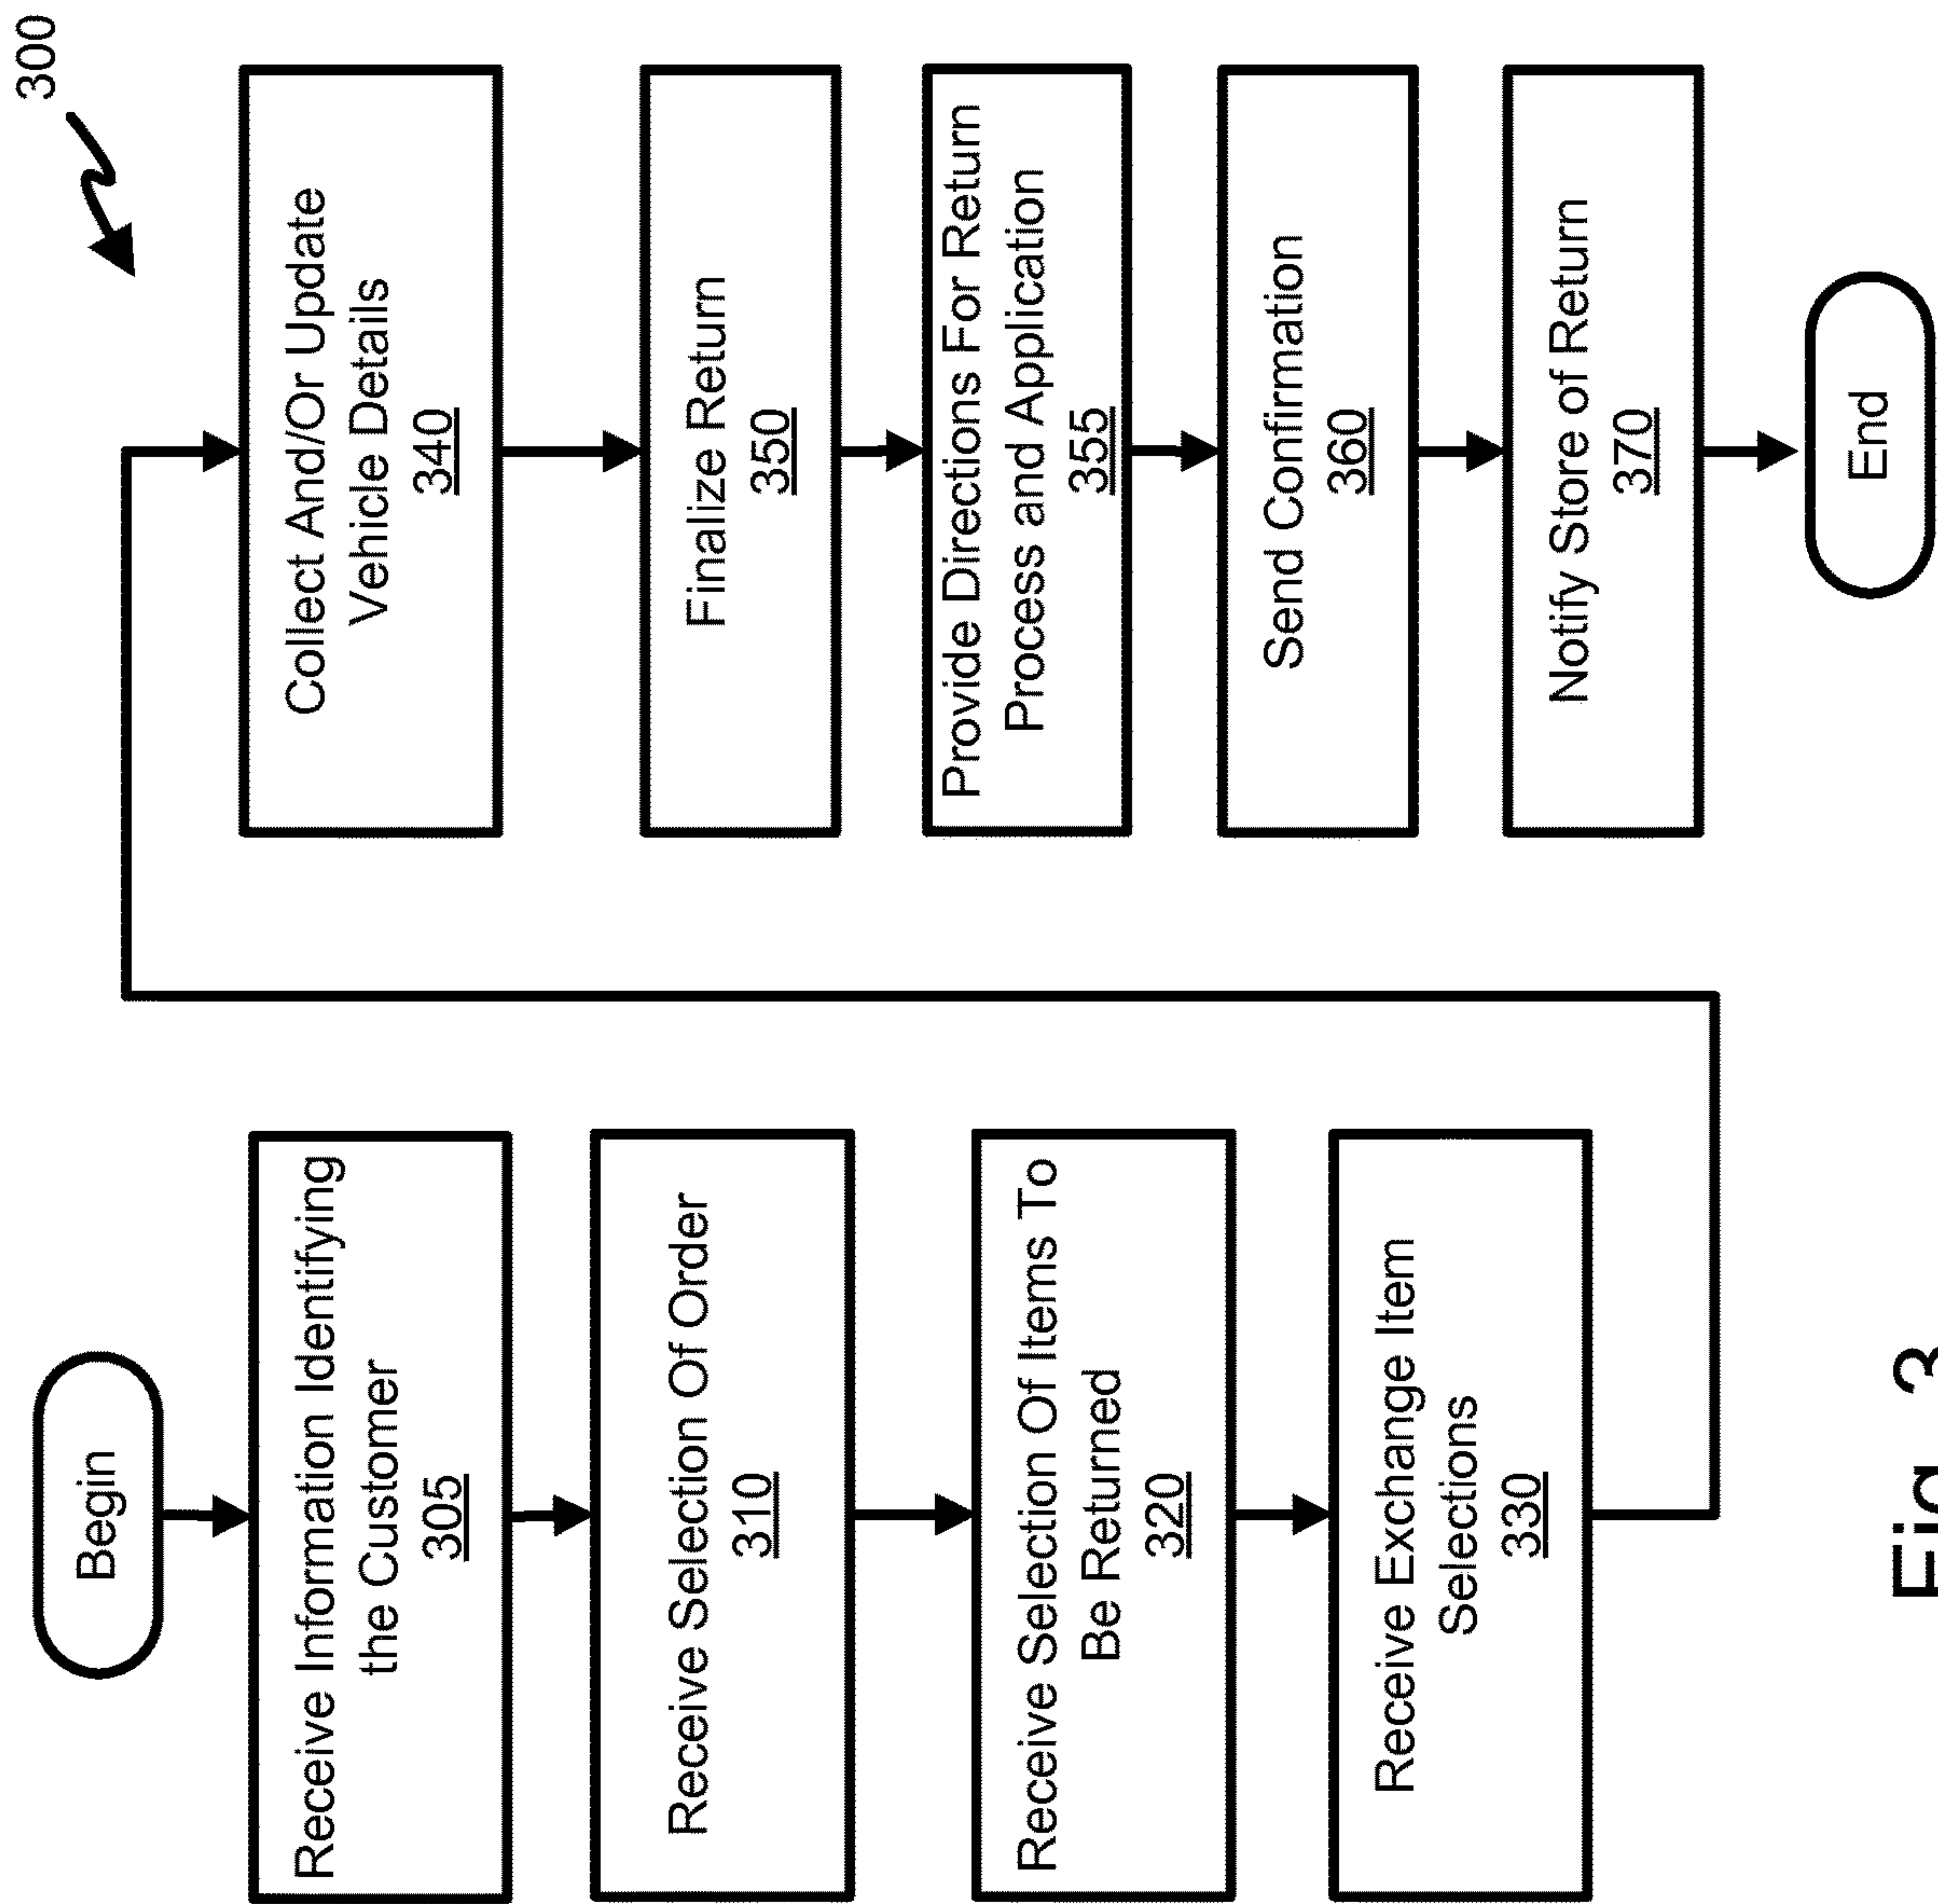 300
Begin
Receive Information Identifying
the Customer
305
Receive Selection Of Order
310
Receive Selection Of Items To
Be Returned
320
Receive Exchange Item
Selections
330
Collect And/Or Update
Vehicle Details
340
Finalize Return
350
Provide Directions For Return
Process and Application
355
Send Confirmation
360
Notify Store of Return
370
End
Fig. 3